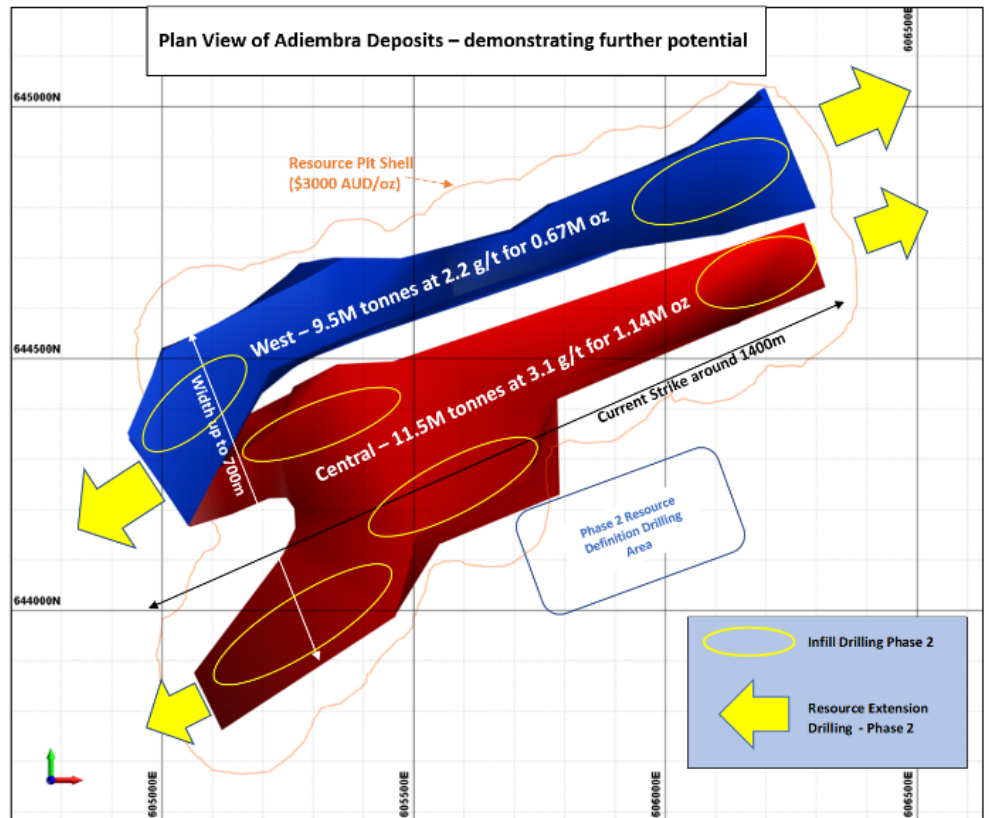 Plan View of Adiembra Deposits – demonstrating further potential
606500E
645000N
Resource Pit Shell
($3000 AUD/oz)
West – 9.5M tonnes at 2.2 g/t for 0.67M oz
644500N
Width up to 700m
Central – 11.5M tonnes at 3.1 g/t for 1.14M oz
Current Strike around 1400m
Phase 2 Resource
Definition Drilling
Area
644000N
Infill Drilling Phase 2
Resource Extension
Drilling - Phase 2
605000E
605500E
606000E
606500E